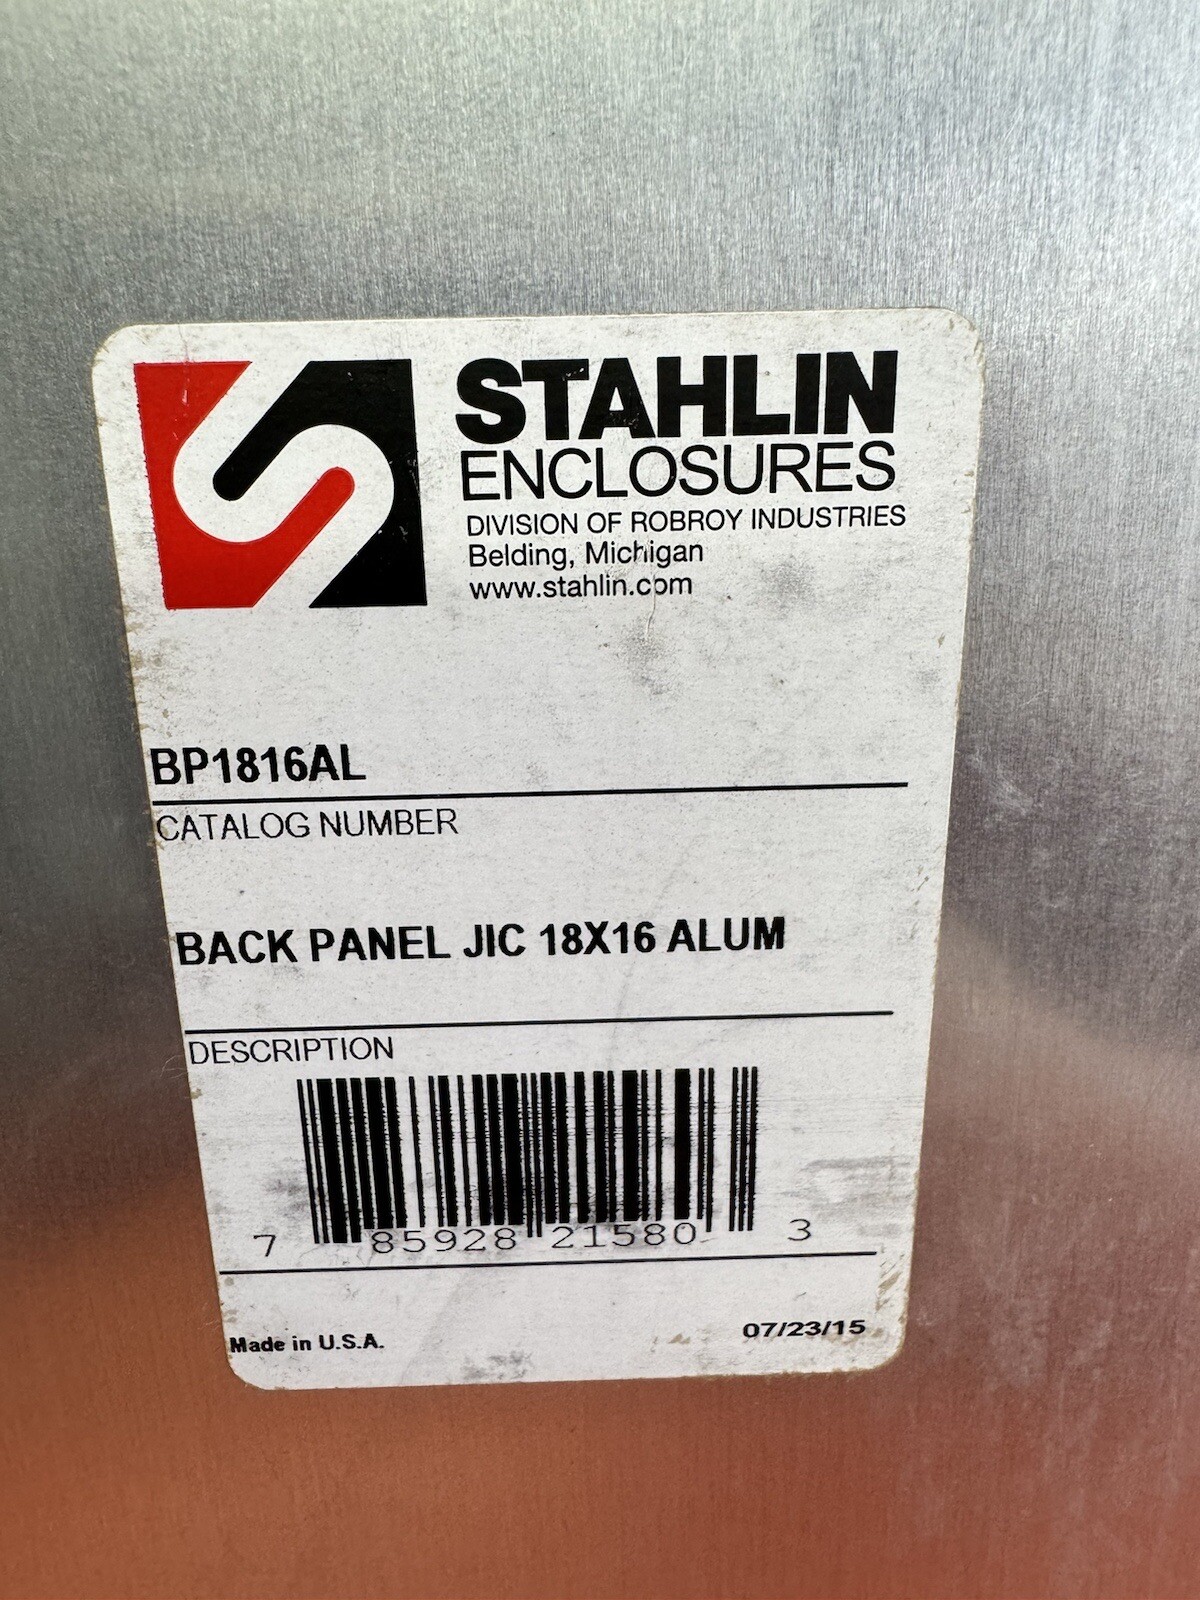 STAHLIN
ENCLOSURES
DIVISION OF ROBROY INDUSTRIES
Belding, Michigan
www.stahlin.com
BP1816AL
CATALOG NUMBER
BACK PANEL JIC 18X16 ALUM
DESCRIPTION
7 85928 21580 3
Made in U.S.A. 07/23/15